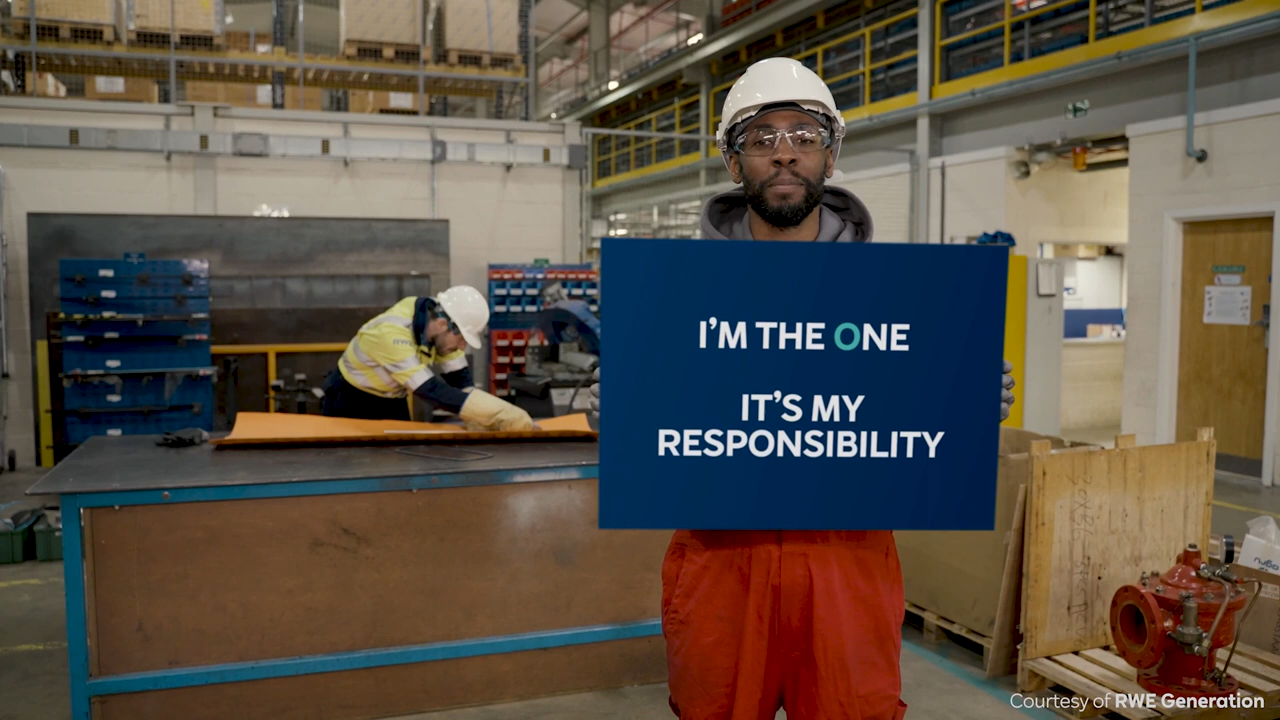 I'M THE ONE
IT'S MY
RESPONSIBILITY
Courtesy of RWE Generation